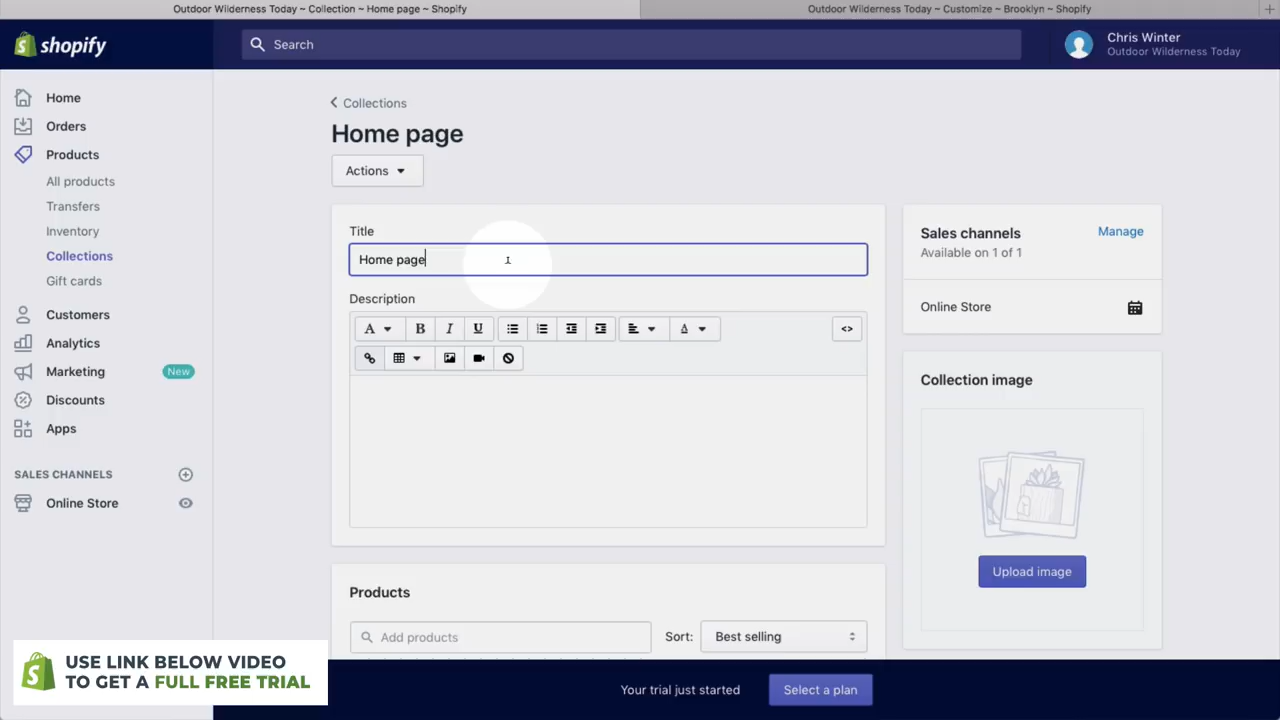 Outdoor Wilderness Today ~ Collection ~ Home page ~ Shopify
Outdoor Wilderness Today ~ Customize ~ Brooklyn ~ Shopify
shopify
Search
Chris Winter
Outdoor Wilderness Today
Home
Orders
Products
All products
Transfers
Inventory
Collections
Gift cards
Customers
Analytics
Marketing
New
Discounts
Apps
SALES CHANNELS
Online Store
Collections
Home page
Actions
Title
Home page
Description
A
B
I
U
A
<>
Products
Add products
Sort:
Best selling
Sales channels
Manage
Available on 1 of 1
Online Store
Collection image
Upload image
USE LINK BELOW VIDEO
TO GET A FULL FREE TRIAL
Your trial just started
Select a plan